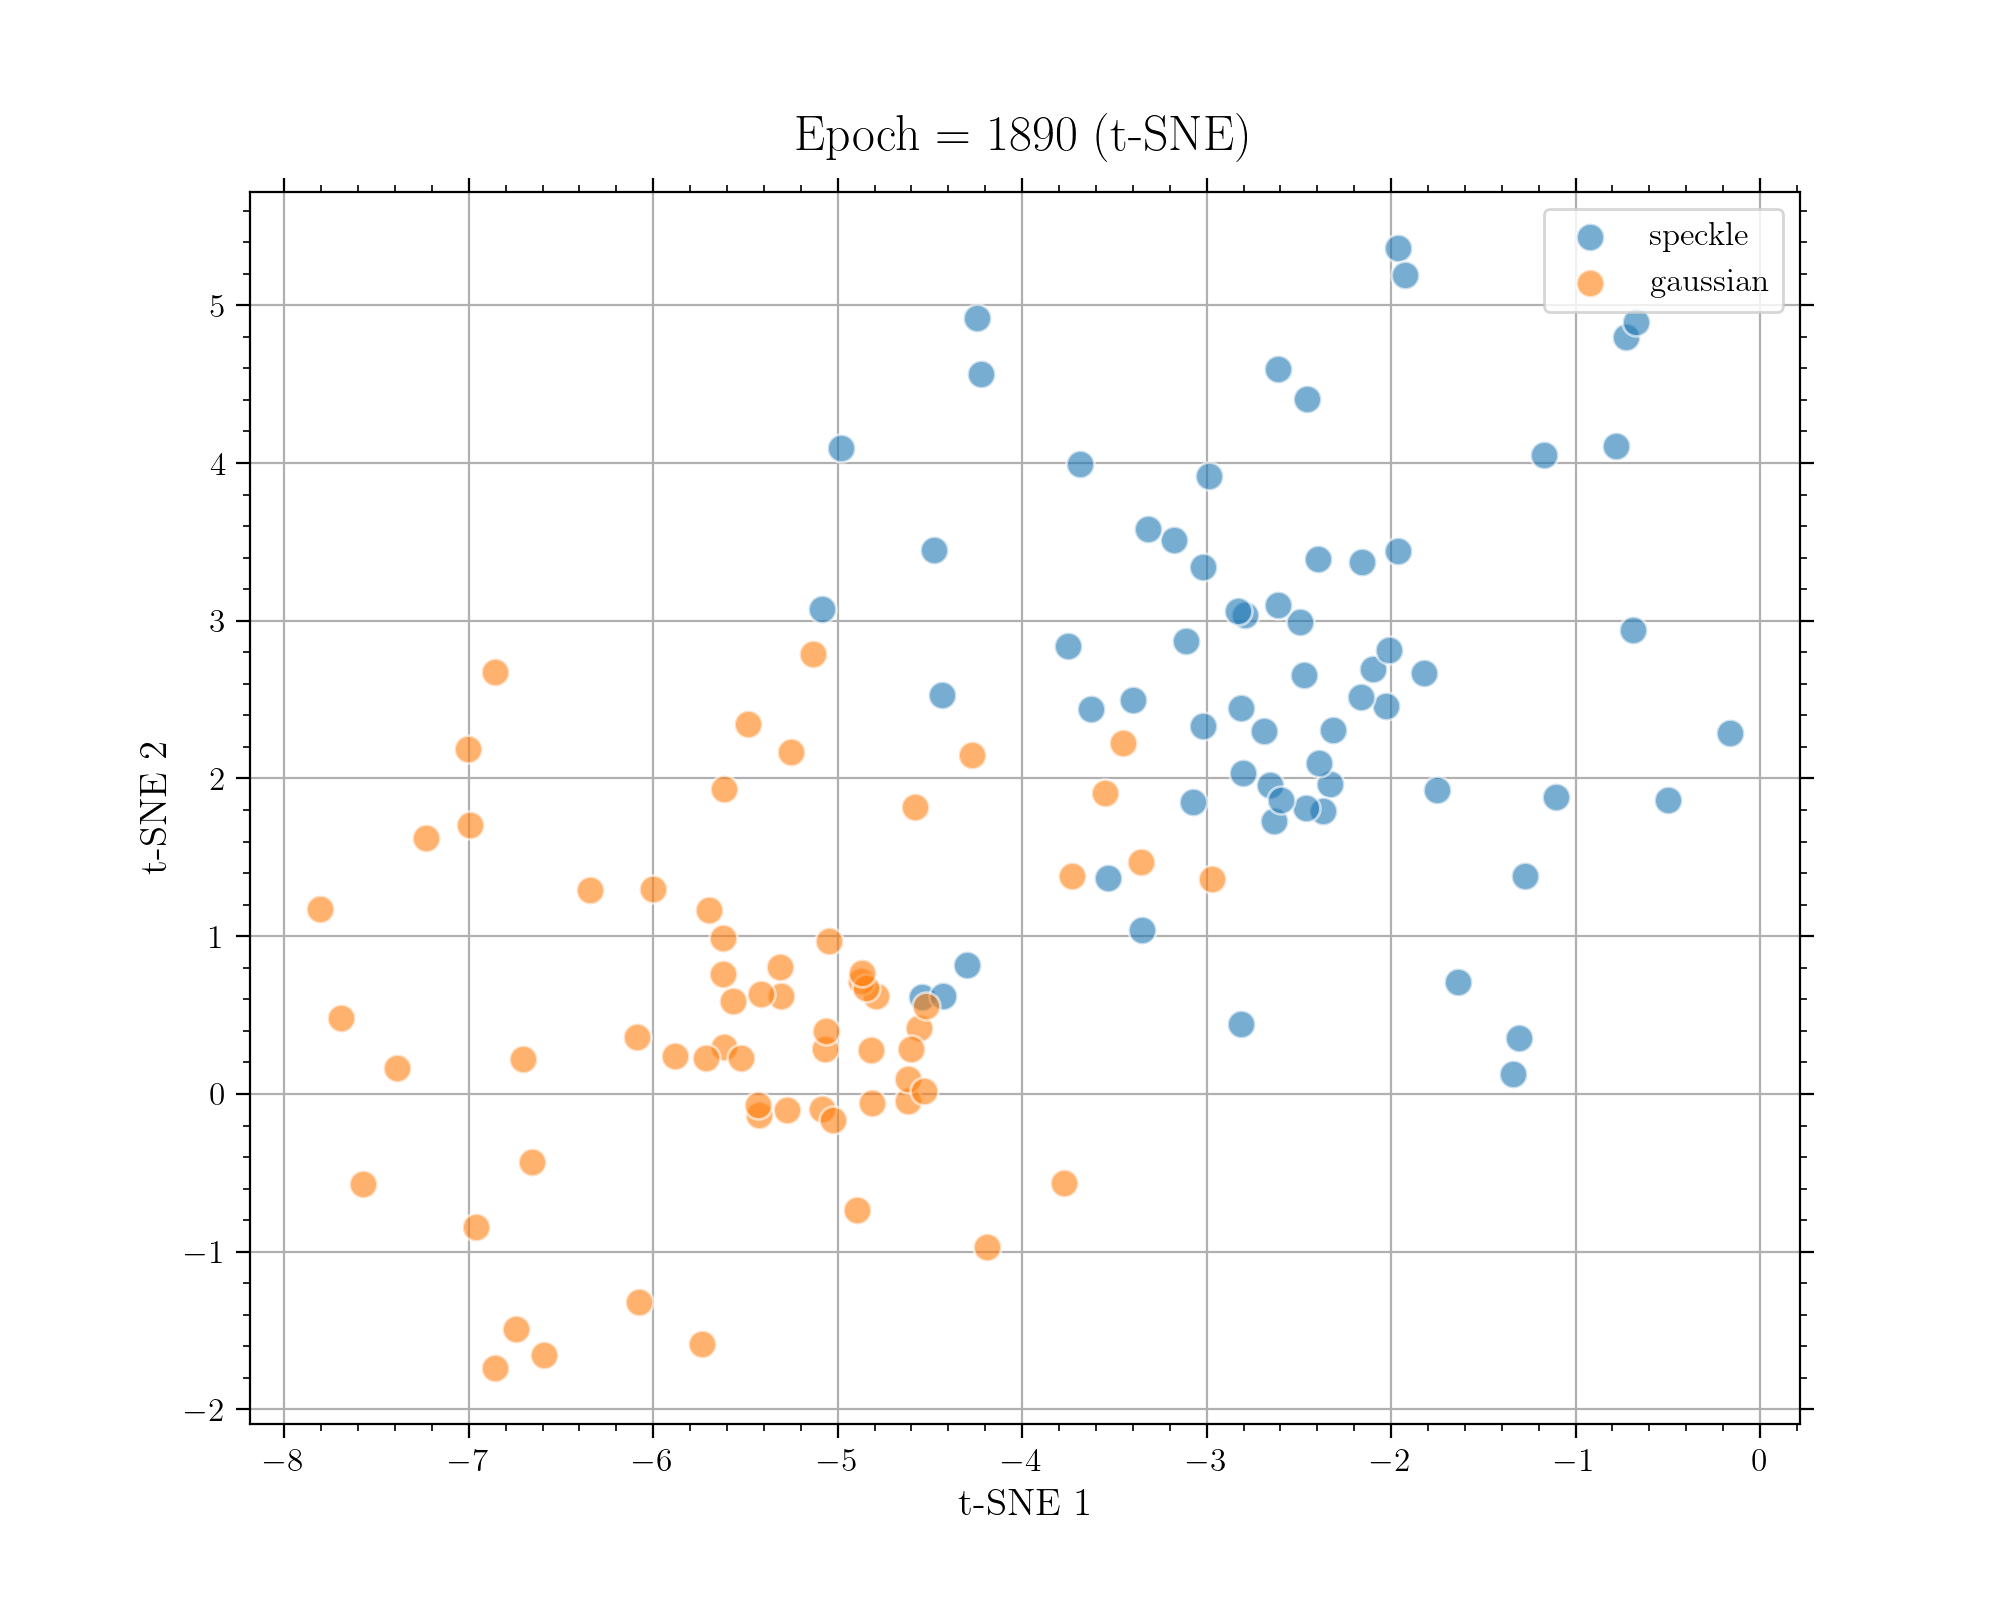 Epoch = 1890 (t-SNE)
speckle
gaussian
5
4
3
2
1
0
−1
−2
t-SNE 2
−8 −7 −6 −5 −4 −3 −2 −1 0
t-SNE 1